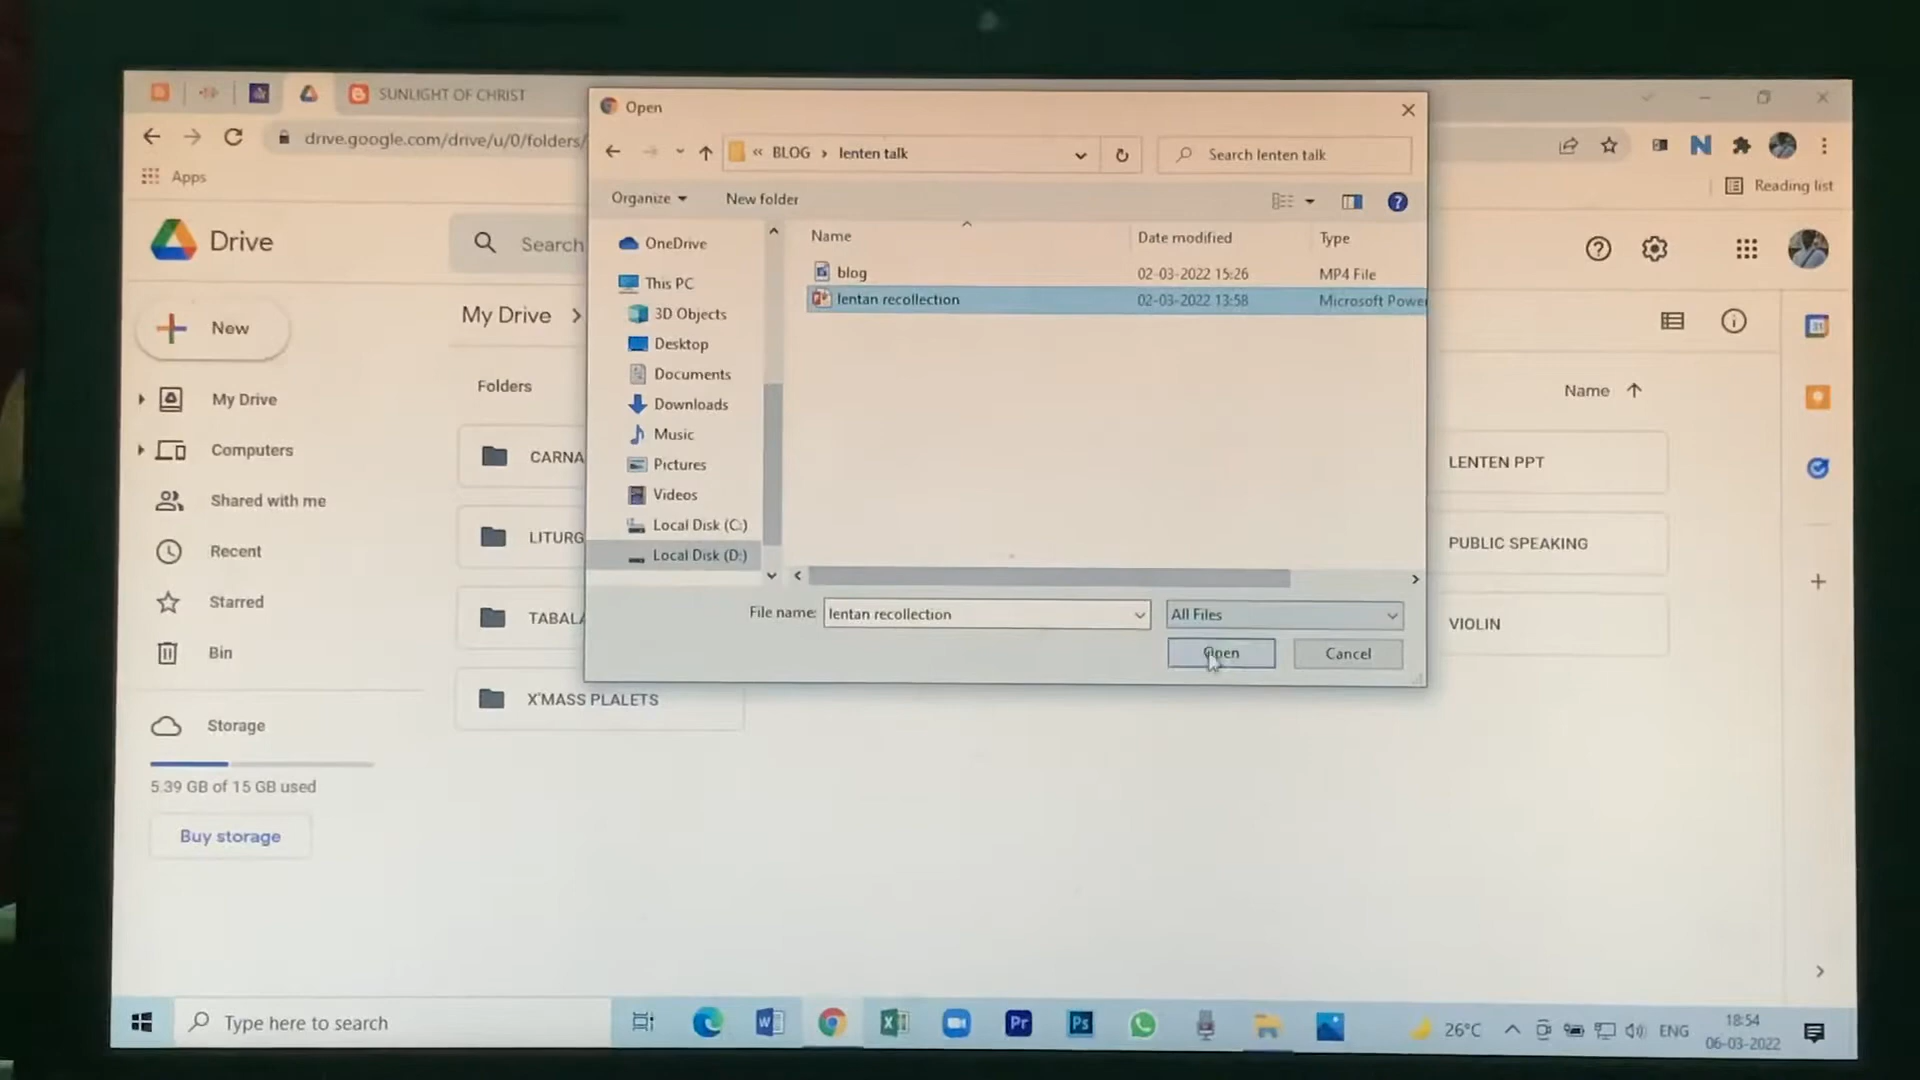 SUNLIGHT OF CHRIST
drive.google.com/drive/u/0/folders/
Apps
Reading list
Drive
Search
New
My Drive
Computers
Shared with me
Recent
Starred
Bin
Storage
5.39 GB of 15 GB used
Buy storage
My Drive >
Folders
Name
CARNA
LITURG
TABALA
X'MASS PLALETS
LENTEN PPT
PUBLIC SPEAKING
VIOLIN
31
Open
« BLOG > lenten talk
Search lenten talk
Organize
New folder
OneDrive
This PC
3D Objects
Desktop
Documents
Downloads
Music
Pictures
Videos
Local Disk (C:)
Local Disk (D:)
Name Date modified Type
blog 02-03-2022 15:26 MP4 File
lentan recollection 02-03-2022 13:58 Microsoft Power
File name: lentan recollection
All Files
Open
Cancel
Type here to search
Pr
Ps
26°C
ENG
18:54
06-03-2022